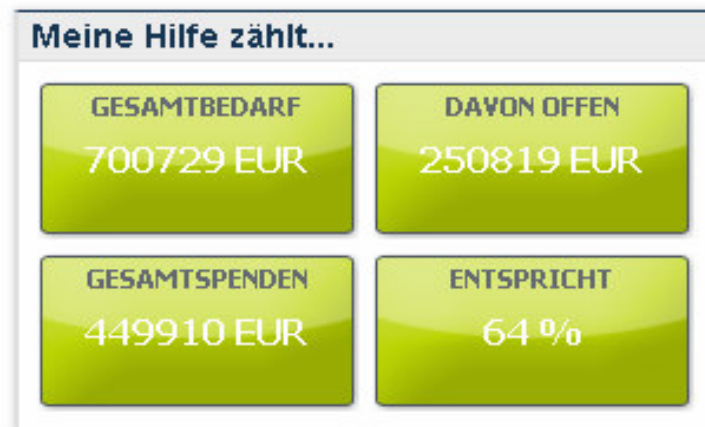 Meine Hilfe zählt...
GESAMTBEDARF
700729 EUR
DAVON OFFEN
250819 EUR
GESAMTSPENDEN
449910 EUR
ENTSPRICHT
64 %